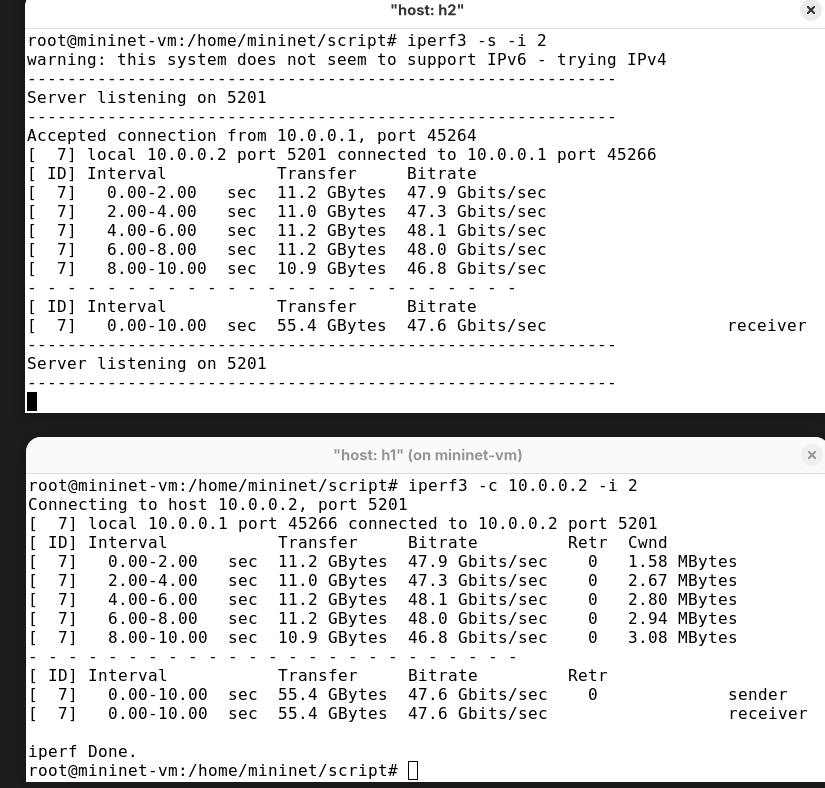 "host: h2"
root@mininet-vm:/home/mininet/script# iperf3 -s -i 2
warning: this system does not seem to support IPv6 - trying IPv4
-----------------------------------------------------------
Server listening on 5201
-----------------------------------------------------------
Accepted connection from 10.0.0.1, port 45264
[  7] local 10.0.0.2 port 5201 connected to 10.0.0.1 port 45266
[ ID] Interval           Transfer     Bitrate
[  7]   0.00-2.00   sec  11.2 GBytes  47.9 Gbits/sec
[  7]   2.00-4.00   sec  11.0 GBytes  47.3 Gbits/sec
[  7]   4.00-6.00   sec  11.2 GBytes  48.1 Gbits/sec
[  7]   6.00-8.00   sec  11.2 GBytes  48.0 Gbits/sec
[  7]   8.00-10.00  sec  10.9 GBytes  46.8 Gbits/sec
- - - - - - - - - - - - - - - - - - - - - - - - -
[ ID] Interval           Transfer     Bitrate
[  7]   0.00-10.00  sec  55.4 GBytes  47.6 Gbits/sec                  receiver
-----------------------------------------------------------
Server listening on 5201
-----------------------------------------------------------
"host: h1" (on mininet-vm)
root@mininet-vm:/home/mininet/script# iperf3 -c 10.0.0.2 -i 2
Connecting to host 10.0.0.2, port 5201
[  7] local 10.0.0.1 port 45266 connected to 10.0.0.2 port 5201
[ ID] Interval           Transfer     Bitrate         Retr  Cwnd
[  7]   0.00-2.00   sec  11.2 GBytes  47.9 Gbits/sec    0   1.58 MBytes
[  7]   2.00-4.00   sec  11.0 GBytes  47.3 Gbits/sec    0   2.67 MBytes
[  7]   4.00-6.00   sec  11.2 GBytes  48.1 Gbits/sec    0   2.80 MBytes
[  7]   6.00-8.00   sec  11.2 GBytes  48.0 Gbits/sec    0   2.94 MBytes
[  7]   8.00-10.00  sec  10.9 GBytes  46.8 Gbits/sec    0   3.08 MBytes
- - - - - - - - - - - - - - - - - - - - - - - - -
[ ID] Interval           Transfer     Bitrate         Retr
[  7]   0.00-10.00  sec  55.4 GBytes  47.6 Gbits/sec    0             sender
[  7]   0.00-10.00  sec  55.4 GBytes  47.6 Gbits/sec                  receiver
iperf Done.
root@mininet-vm:/home/mininet/script#